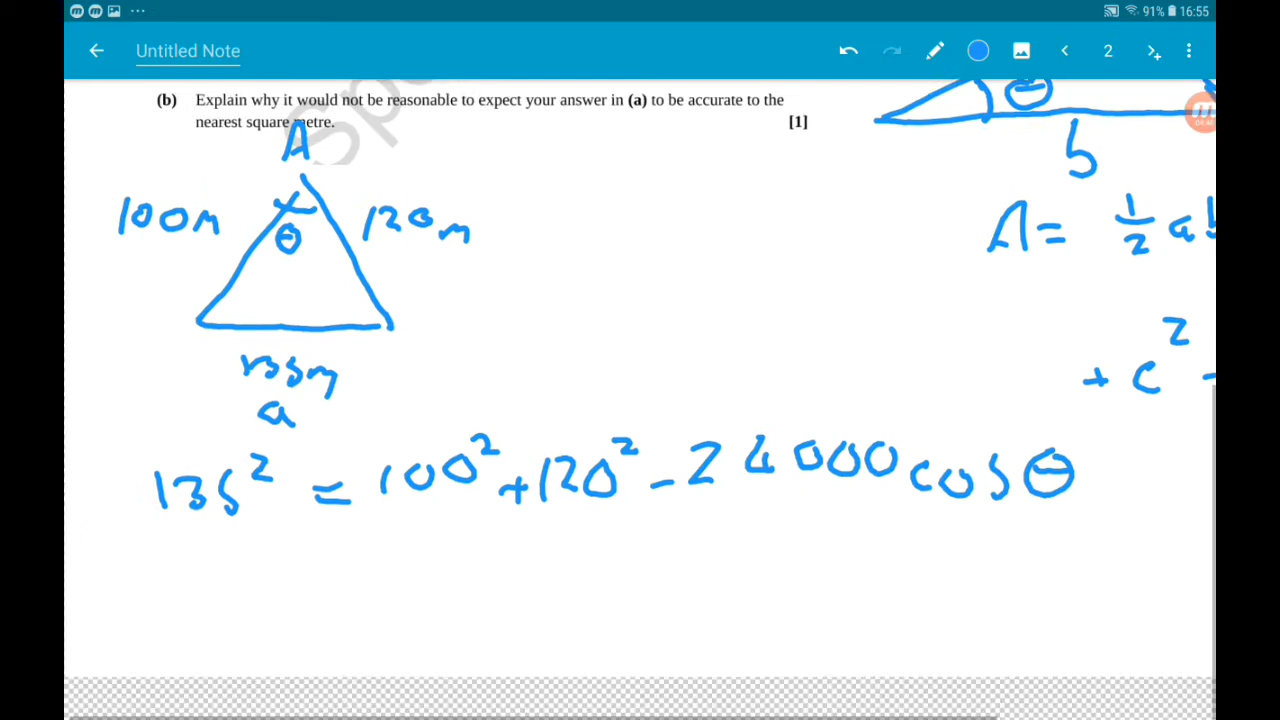 91% 16:55
Untitled Note
2
(b) Explain why it would not be reasonable to expect your answer in (a) to be accurate to the
nearest square metre. [1]
A
θ
b
100m
120m
θ
A = 1/2 a
135m
a
+ c²
135² = 100² + 120² - 24000 cos θ